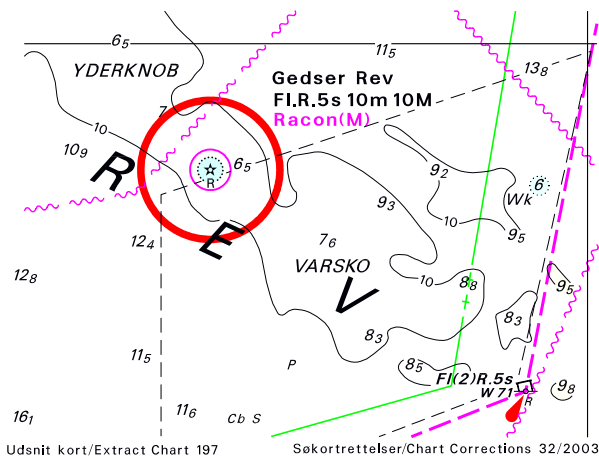 6₅
11₅
YDERKNOB
13₈
Gedser Rev
Fl.R.5s 10m 10M
Racon(M)
7
10
10₉
6₅
R
9₂
6
Wk
R
9₃
10
9₅
E
12₄
7₆
VARSKO
10
8₈
9₅
12₈
V
8₃
8₃
11₅
P
8₅
Fl(2)R.5s
W71
R
9₈
16₁
11₆
Cb S
Udsnit kort/Extract Chart 197
Søkortrettelser/Chart Corrections 32/2003